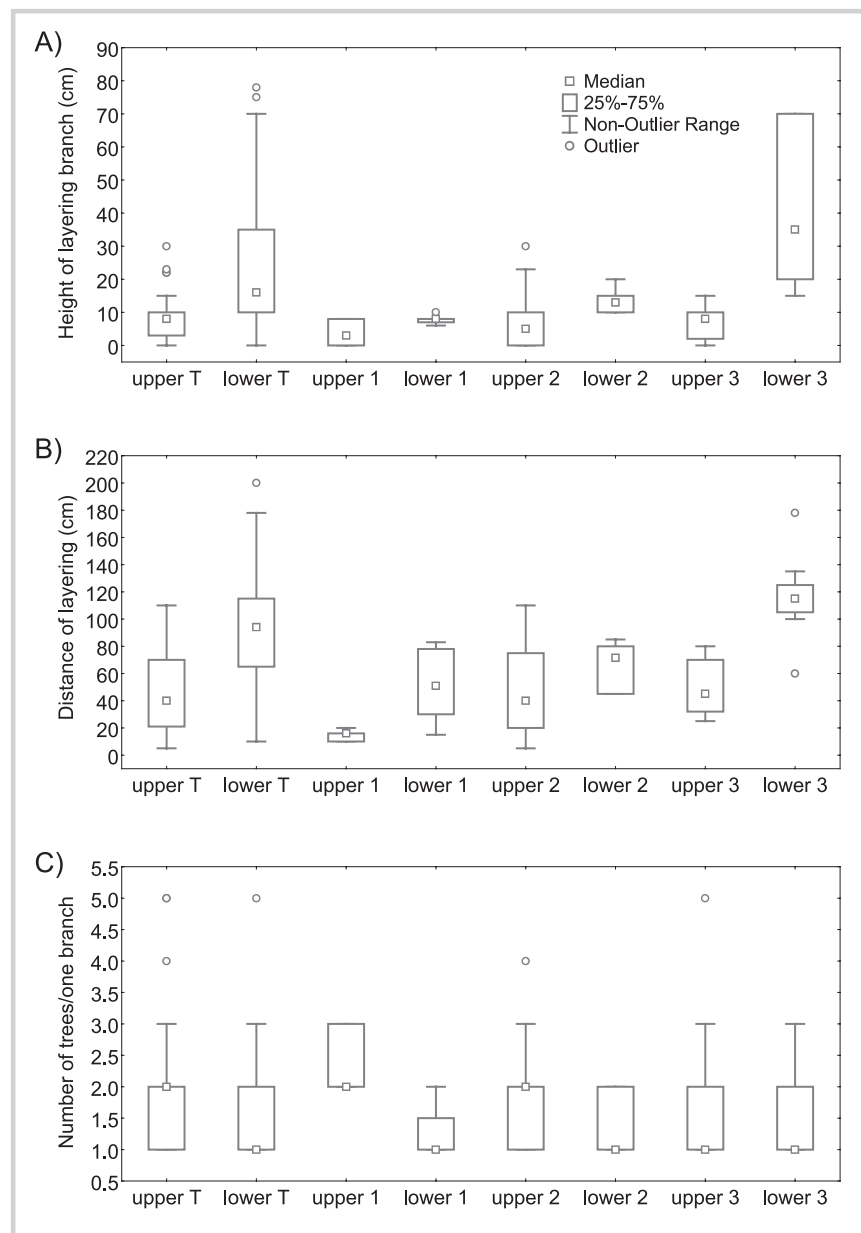 A)
Height of layering branch (cm)
90
80
70
60
50
40
30
20
10
0
Median
25%-75%
Non-Outlier Range
Outlier
upper T lower T upper 1 lower 1 upper 2 lower 2 upper 3 lower 3
B)
Distance of layering (cm)
220
200
180
160
140
120
100
80
60
40
20
0
upper T lower T upper 1 lower 1 upper 2 lower 2 upper 3 lower 3
C)
Number of trees/one branch
5.5
5.0
4.5
4.0
3.5
3.0
2.5
2.0
1.5
1.0
0.5
upper T lower T upper 1 lower 1 upper 2 lower 2 upper 3 lower 3